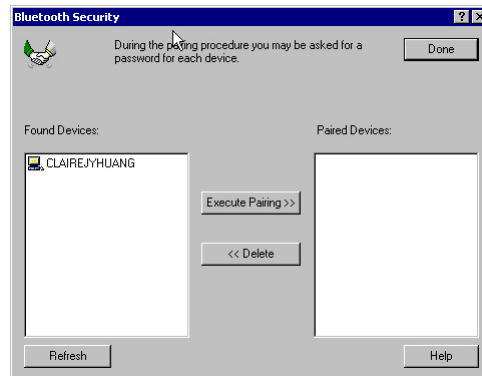 Bluetooth Security
During the pairing procedure you may be asked for a
password for each device.
Done
Found Devices:
Paired Devices:
CLAIREJYHUANG
Execute Pairing >>
<< Delete
Refresh
Help